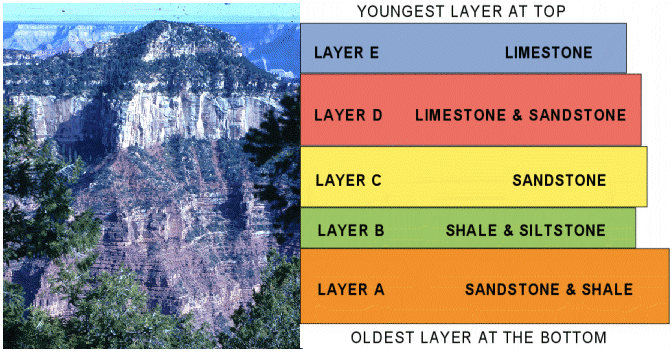 YOUNGEST LAYER AT TOP
LAYER E LIMESTONE
LAYER D LIMESTONE & SANDSTONE
LAYER C SANDSTONE
LAYER B SHALE & SILTSTONE
LAYER A SANDSTONE & SHALE
OLDEST LAYER AT THE BOTTOM